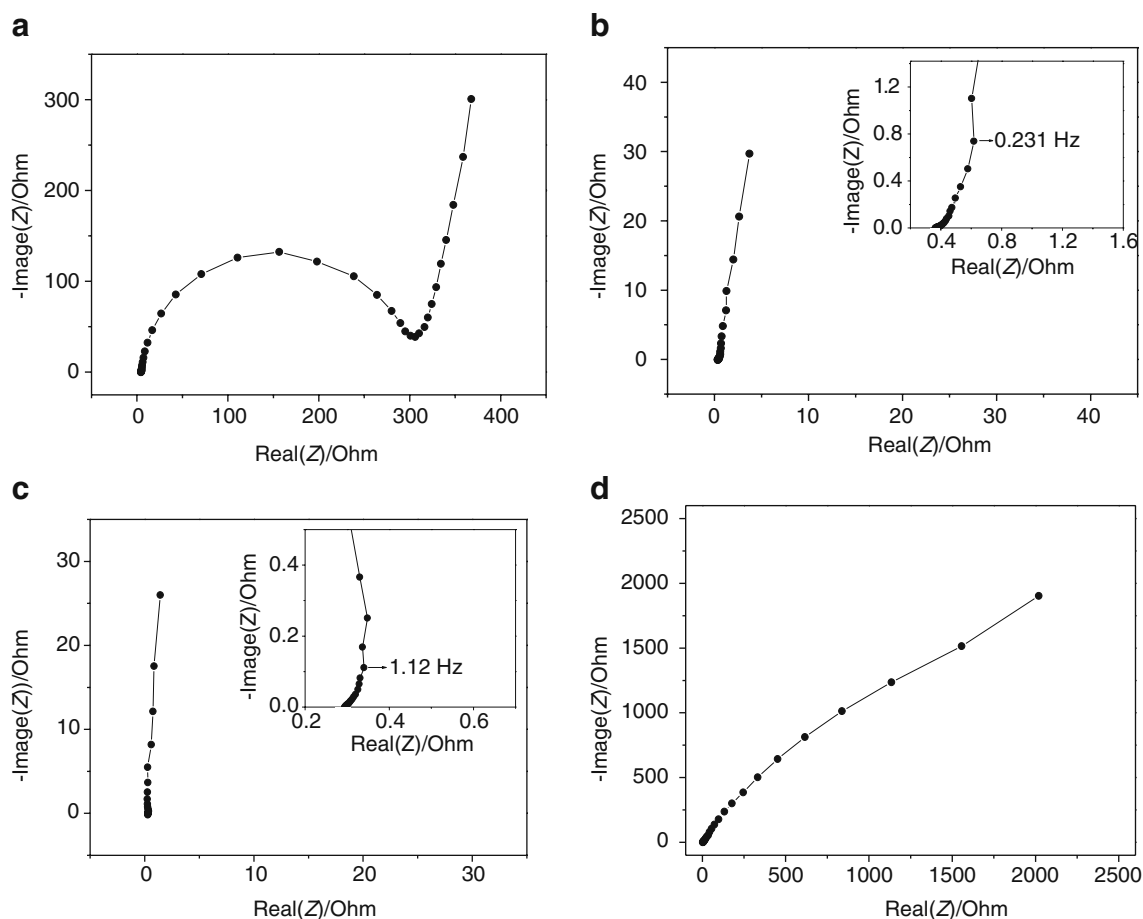 a
300
200
100
0
-Image(Z)/Ohm
0 100 200 300 400
Real(Z)/Ohm
b
40
30
20
10
0
-Image(Z)/Ohm
0 10 20 30 40
Real(Z)/Ohm
1.2
0.8
0.4
0.0
-Image(Z)/Ohm
0.231 Hz
0.4 0.8 1.2 1.6
Real(Z)/Ohm
c
30
20
10
0
-Image(Z))/Ohm
0 10 20 30
Real(Z)/Ohm
0.4
0.2
0.0
-Image(Z)/Ohm
1.12 Hz
0.2 0.4 0.6
Real(Z)/Ohm
d
2500
2000
1500
1000
500
0
-Image(Z)/Ohm
0 500 1000 1500 2000 2500
Real(Z)/Ohm